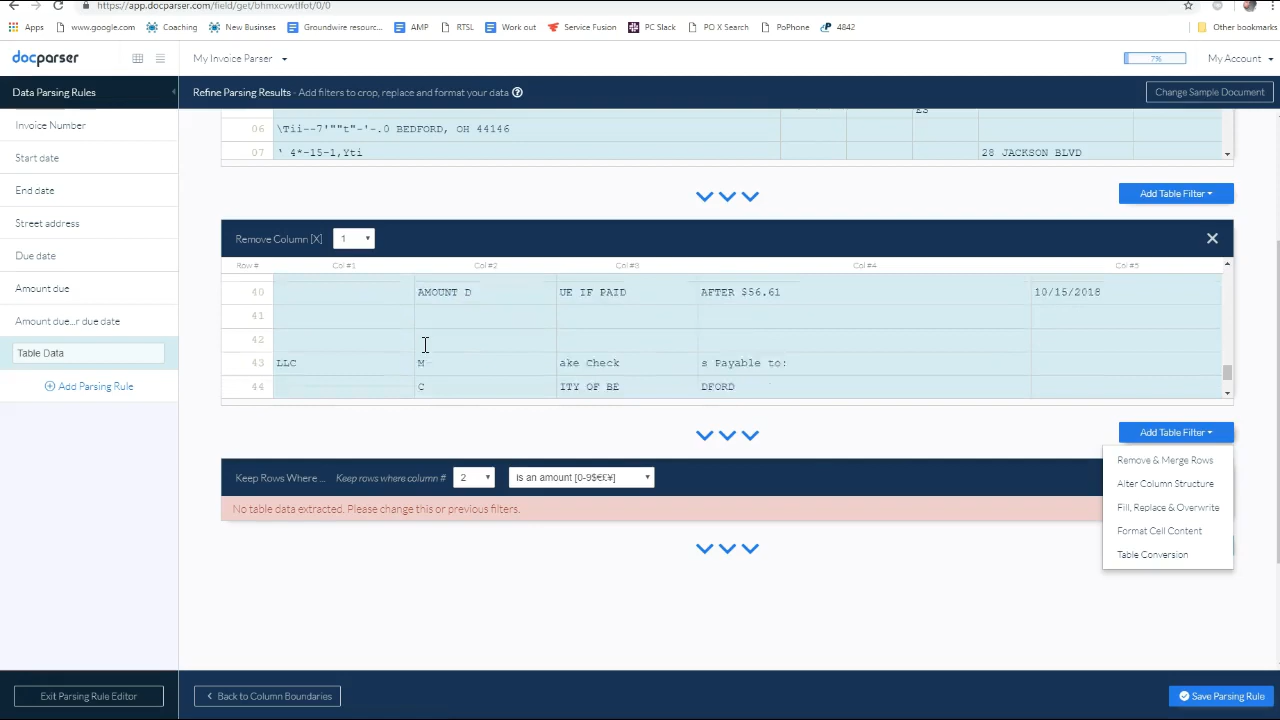 https://app.docparser.com/field/get/bhmxcvwtlfot/0/0
Apps www.google.com Coaching New Businses Groundwire resourc... AMP RTSL Work out Service Fusion PC Slack PO X Search PoPhone 4842 Other bookmarks
docparser My Invoice Parser 7% My Account
Data Parsing Rules Refine Parsing Results - Add filters to crop, replace and format your data Change Sample Document
Invoice Number
Start date
End date
Street address
Due date
Amount due
Amount due...r due date
Table Data
Add Parsing Rule
ES
06 \Tii--7'""t"-'-.0 BEDFORD, OH 44146
07 ' 4*-15-1,Yti 28 JACKSON BLVD
Add Table Filter
Remove Column [X] 1
Row # Col #1 Col #2 Col #3 Col #4 Col #5
40 AMOUNT D UE IF PAID AFTER $56.61 10/15/2018
41
42
43 LLC M ake Check s Payable to:
44 C ITY OF BE DFORD
Add Table Filter
Remove & Merge Rows
Alter Column Structure
Fill, Replace & Overwrite
Format Cell Content
Table Conversion
Keep Rows Where ... Keep rows where column # 2 is an amount [0-9$€£¥]
No table data extracted. Please change this or previous filters.
Exit Parsing Rule Editor Back to Column Boundaries Save Parsing Rule